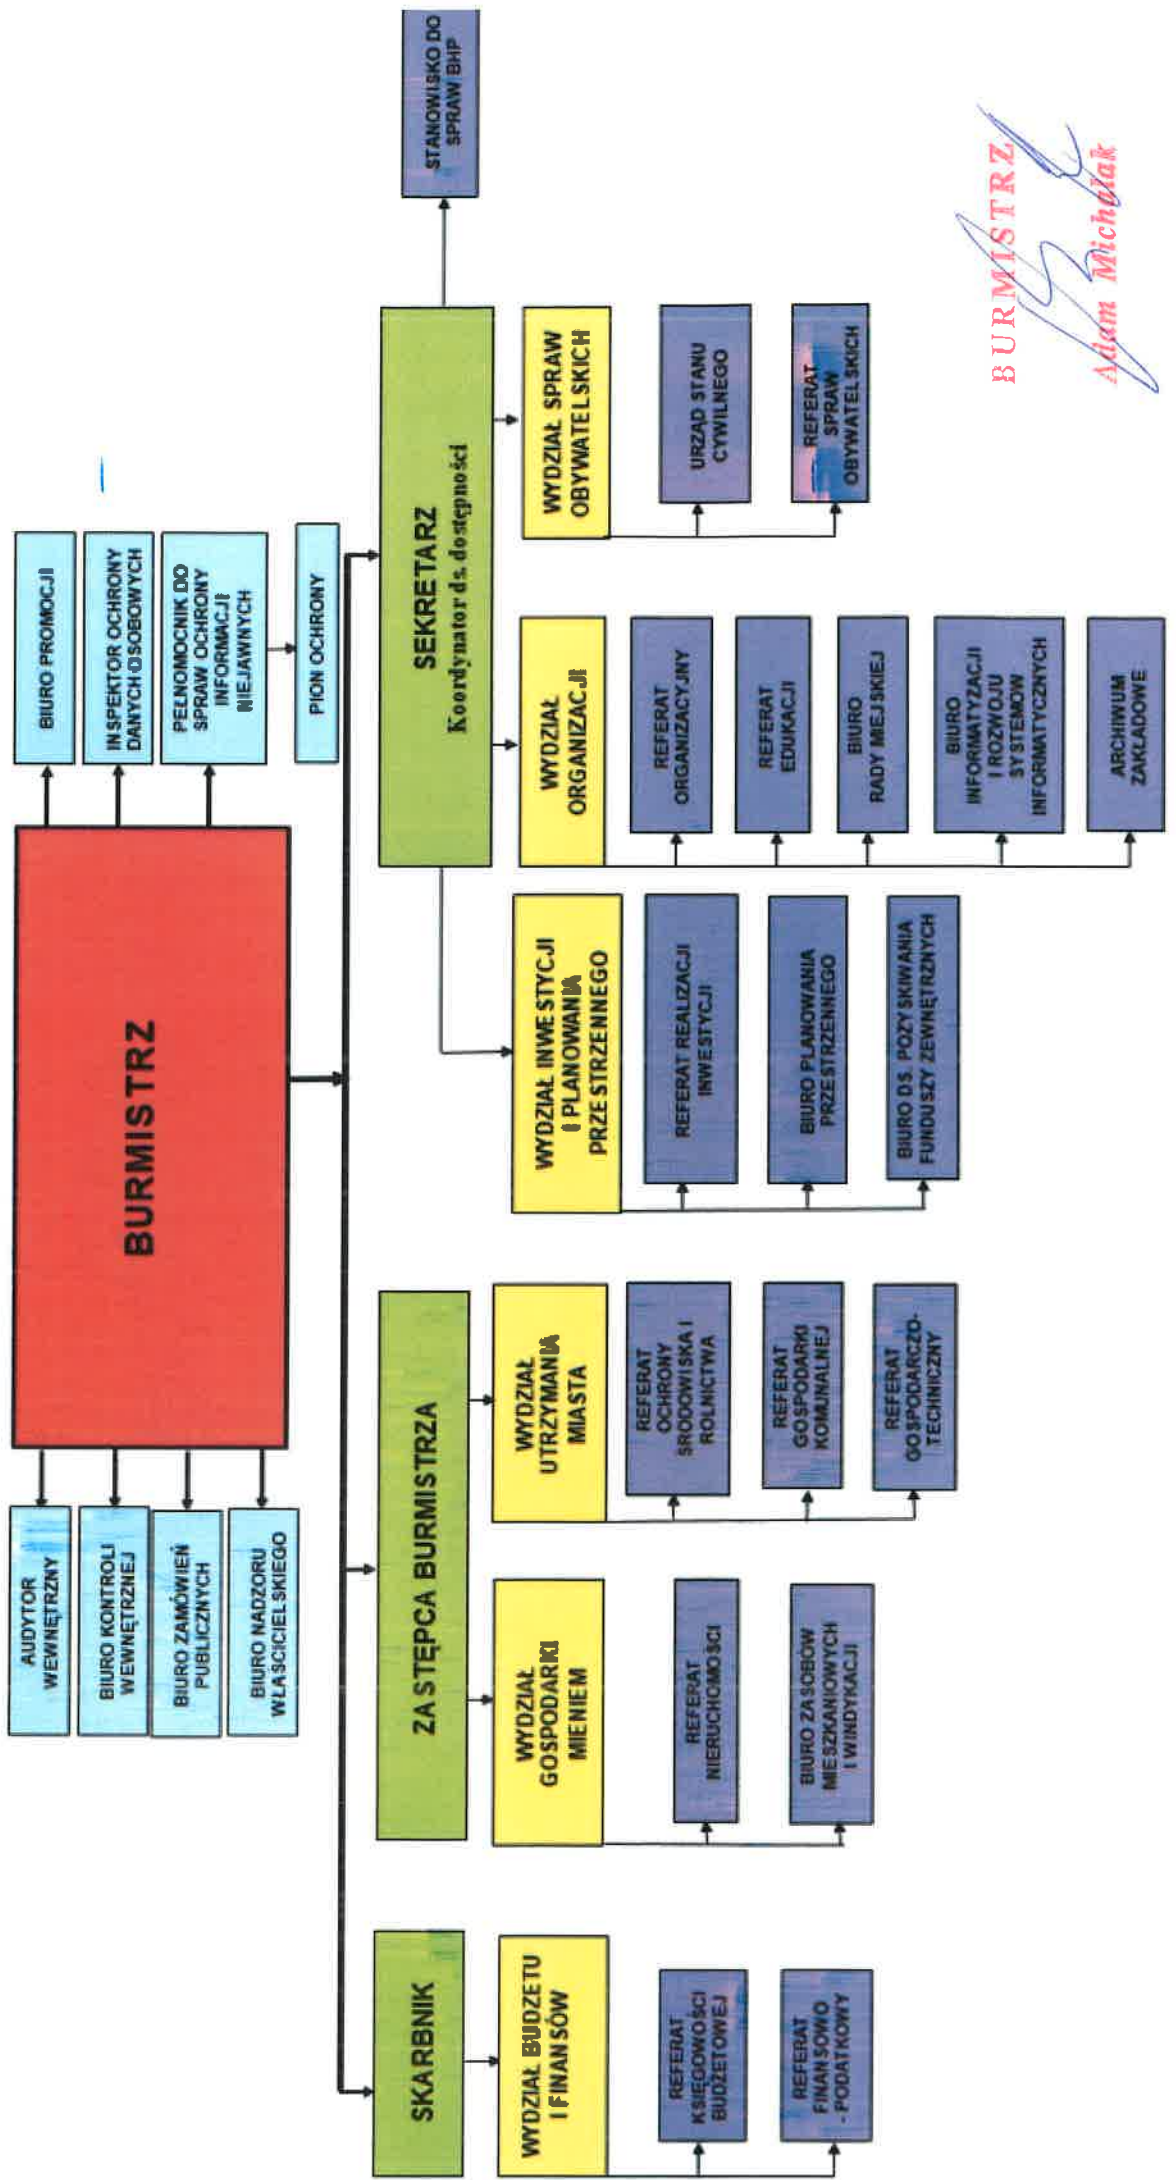 AUDYTOR
WEWNĘTRZNY
BIURO KONTROLI
WEWNĘTRZNEJ
BIURO ZAMÓWIEŃ
PUBLICZNYCH
BIURO NADZORU
WŁAŚCICIELSKIEGO
BURMISTRZ
BIURO PROMOCJI
INSPEKTOR OCHRONY
DANYCH OSOBOWYCH
PEŁNOMOCNIK DO
SPRAW OCHRONY
INFORMACJI
NIEJAWNYCH
PION OCHRONY
SKARBNIK
WYDZIAŁ BUDŻETU
I FINANSÓW
REFERAT
KSIĘGOWOŚCI
BUDŻETOWEJ
REFERAT
FINANSOWO
- PODATKOWY
ZASTĘPCA BURMISTRZA
WYDZIAŁ
GOSPODARKI
MIENIEM
REFERAT
NIERUCHOMOŚCI
BIURO ZASOBÓW
MIESZKANIOWYCH
I WINDYKACJI
WYDZIAŁ
UTRZYMANIA
MIASTA
REFERAT
OCHRONY
ŚRODOWISKA I
ROLNICTWA
REFERAT
GOSPODARKI
KOMUNALNEJ
REFERAT
GOSPODARCZO-
TECHNICZNY
SEKRETARZ
Koordynator ds. dostępności
STANOWISKO DO
SPRAW BHP
WYDZIAŁ INWESTYCJI
I PLANOWANIA
PRZESTRZENNEGO
REFERAT REALIZACJI
INWESTYCJI
BIURO PLANOWANIA
PRZESTRZENNEGO
BIURO DS. POZYSKIWANIA
FUNDUSZY ZEWNĘTRZNYCH
WYDZIAŁ
ORGANIZACJI
REFERAT
ORGANIZACYJNY
REFERAT
EDUKACJI
BIURO
RADY MIEJSKIEJ
BIURO
INFORMATYZACJI
I ROZWOJU
SYSTEMÓW
INFORMATYCZNYCH
ARCHIWUM
ZAKŁADOWE
WYDZIAŁ SPRAW
OBYWATELSKICH
URZĄD STANU
CYWILNEGO
REFERAT
SPRAW
OBYWATELSKICH
BURMISTRZ
Adam Michalak